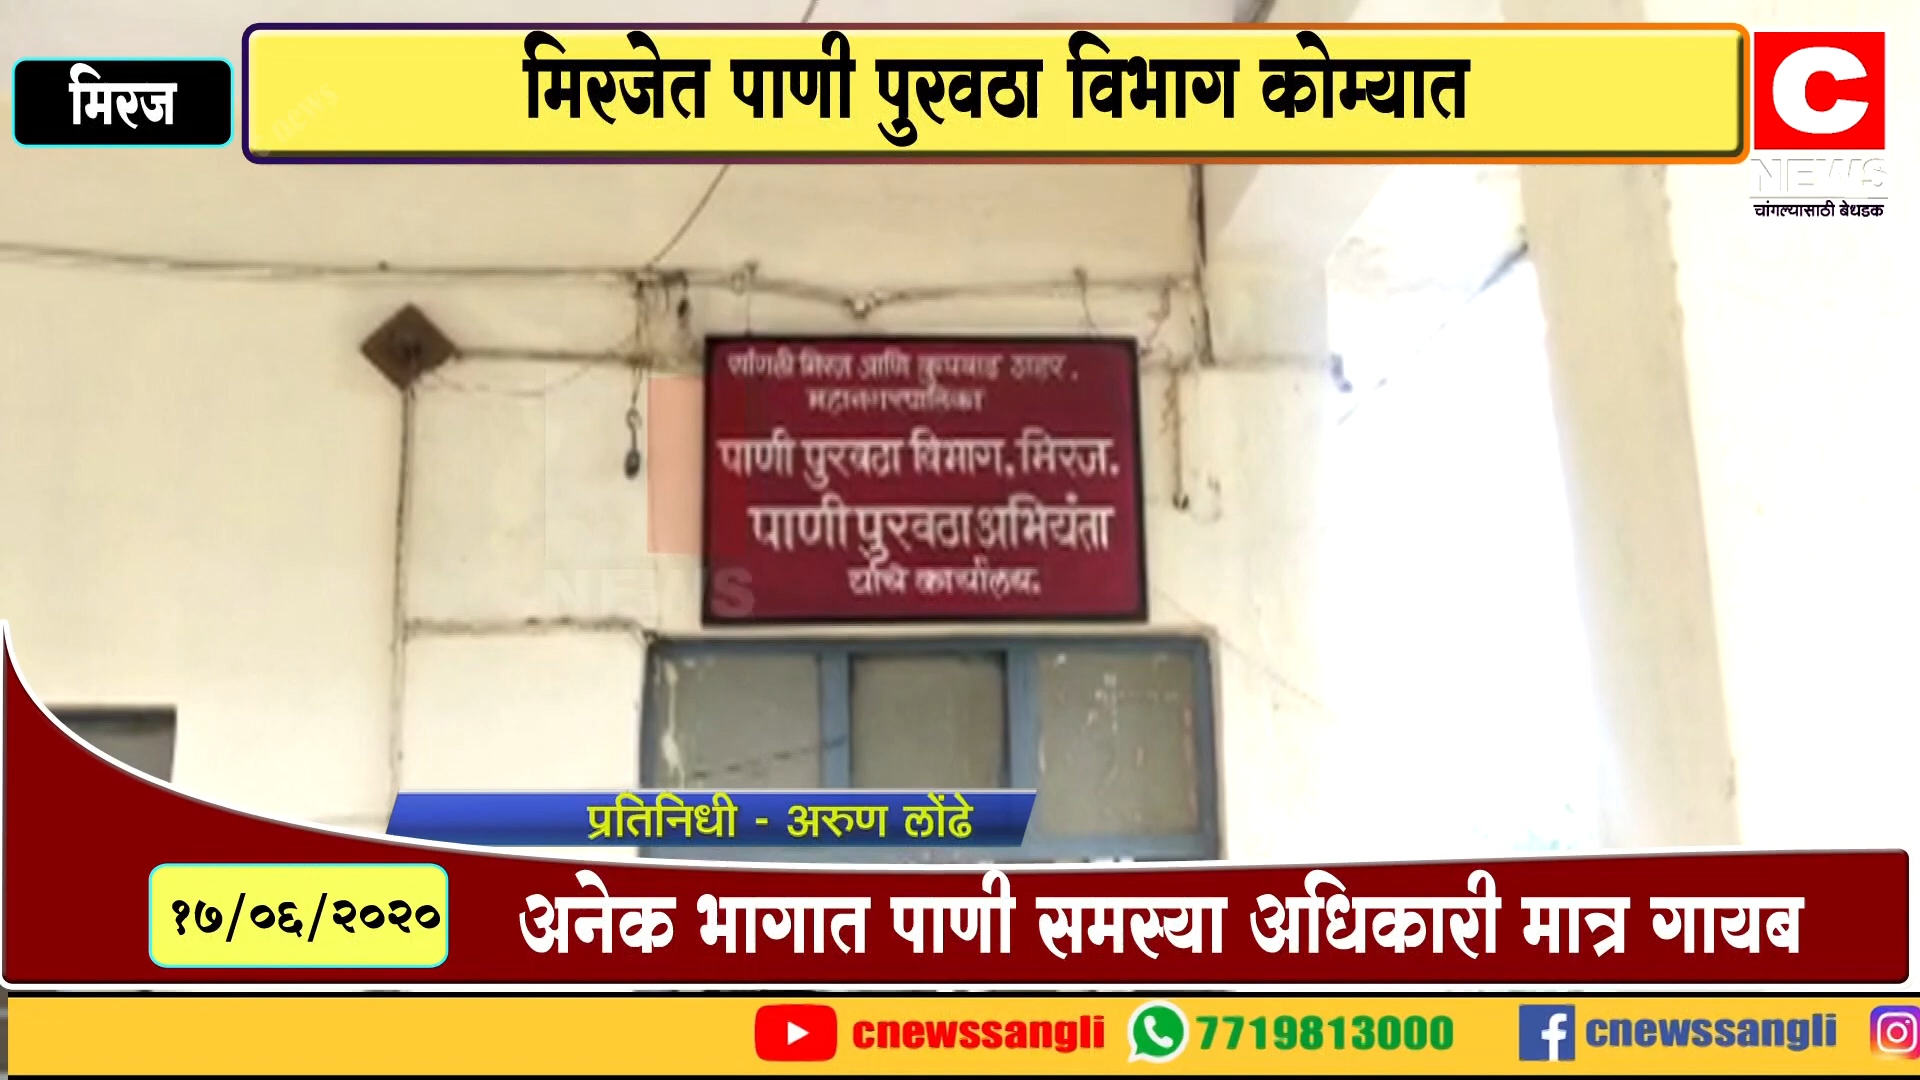 मिरजेत पाणी पुरवठा विभाग कोम्यात
मिरज
C
NEWS
चांगल्यासाठी बेधडक
सांगली मिरज आणि कुपवाड शहर.
महानगरपालिका
पाणी पुरवठा विभाग, मिरज.
पाणी पुरवठा अभियंता
यांचे कार्यालय.
NEWS
प्रतिनिधी - अरुण लोंढे
१७/०६/२०२०
अनेक भागात पाणी समस्या अधिकारी मात्र गायब
cnewssangli
7719813000
cnewssangli